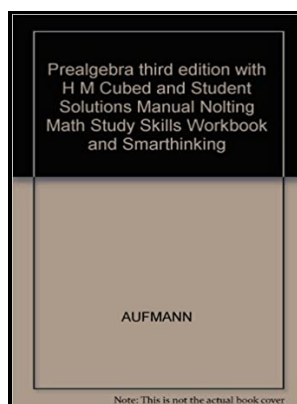 Prealgebra third edition with
H M Cubed and Student
Solutions Manual Nolting
Math Study Skills Workbook
and Smarthinking
AUFMANN
Note: This is not the actual book cover